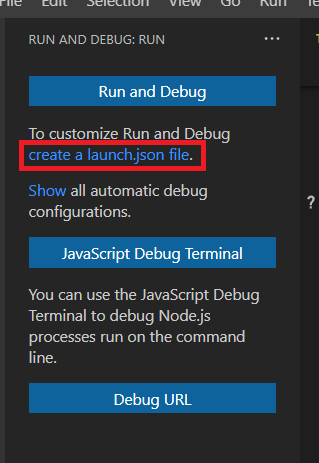 File Edit Selection View Go Run Te
RUN AND DEBUG: RUN ...
Run and Debug
To customize Run and Debug
create a launch.json file.
Show all automatic debug
configurations.
JavaScript Debug Terminal
You can use the JavaScript Debug
Terminal to debug Node.js
processes run on the command
line.
Debug URL
?